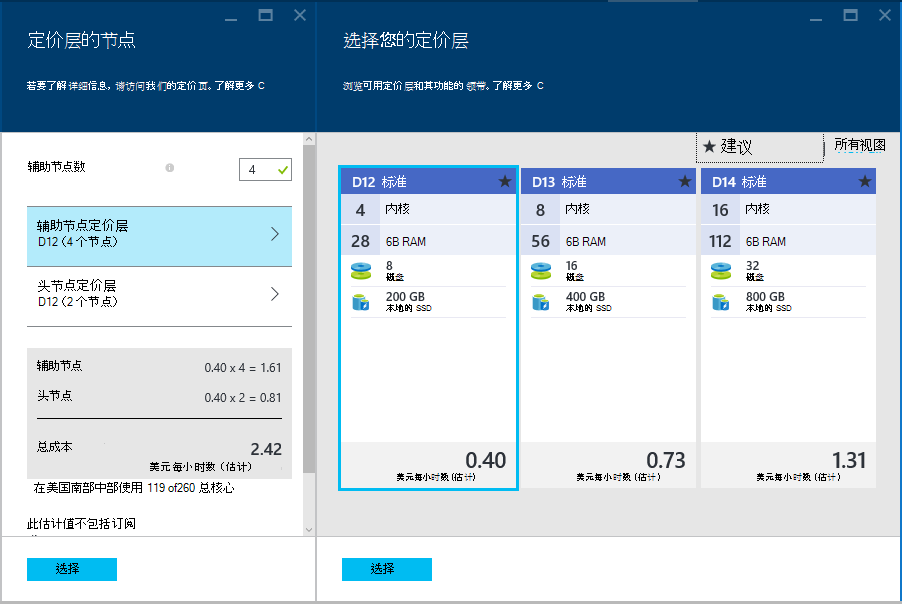 定价层的节点
若要了解 详细信息，请访问我们的定价页。了解更多 C
辅助节点数
4
辅助节点定价层
D12 (4 个节点)
头节点定价层
D12 (2 个节点)
辅助节点 0.40 x 4 = 1.61
头节点 0.40 x 2 = 0.81
总成本 2.42
美元 每小时数（估计）
在美国南部中部使用 119 of260 总核心
此估计值不包括订阅
选择
选择您的定价层
浏览可用定价层和其功能的 领带。了解更多 C
★ 建议 所有视图
D12 标准
4 内核
28 6B RAM
8
磁盘
200 GB
本地的 SSD
0.40
美元每小时数 (估计)
D13 标准
8 内核
56 6B RAM
16
磁盘
400 GB
本地的 SSD
0.73
美元每小时数 (估计)
D14 标准
16 内核
112 6B RAM
32
磁盘
800 GB
本地的 SSD
1.31
美元每小时数 (估计)
选择